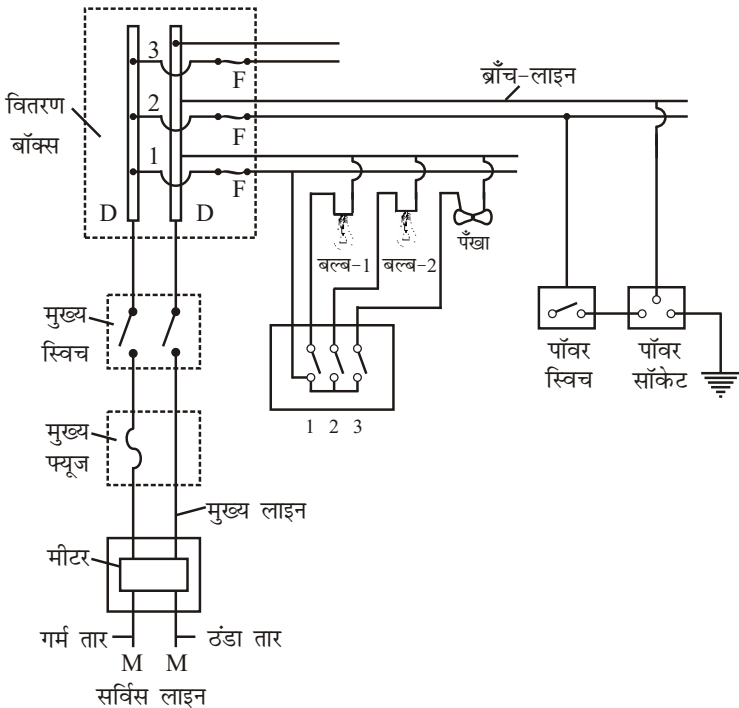 3
F
ब्राँच-लाइन
वितरण
बॉक्स
2
F
1
F
D D
बल्ब-1 बल्ब-2 पँखा
मुख्य
स्विच
पॉवर
स्विच
पॉवर
सॉकेट
1 2 3
मुख्य
फ्यूज
मुख्य लाइन
मीटर
गर्म तार
ठंडा तार
M M
सर्विस लाइन